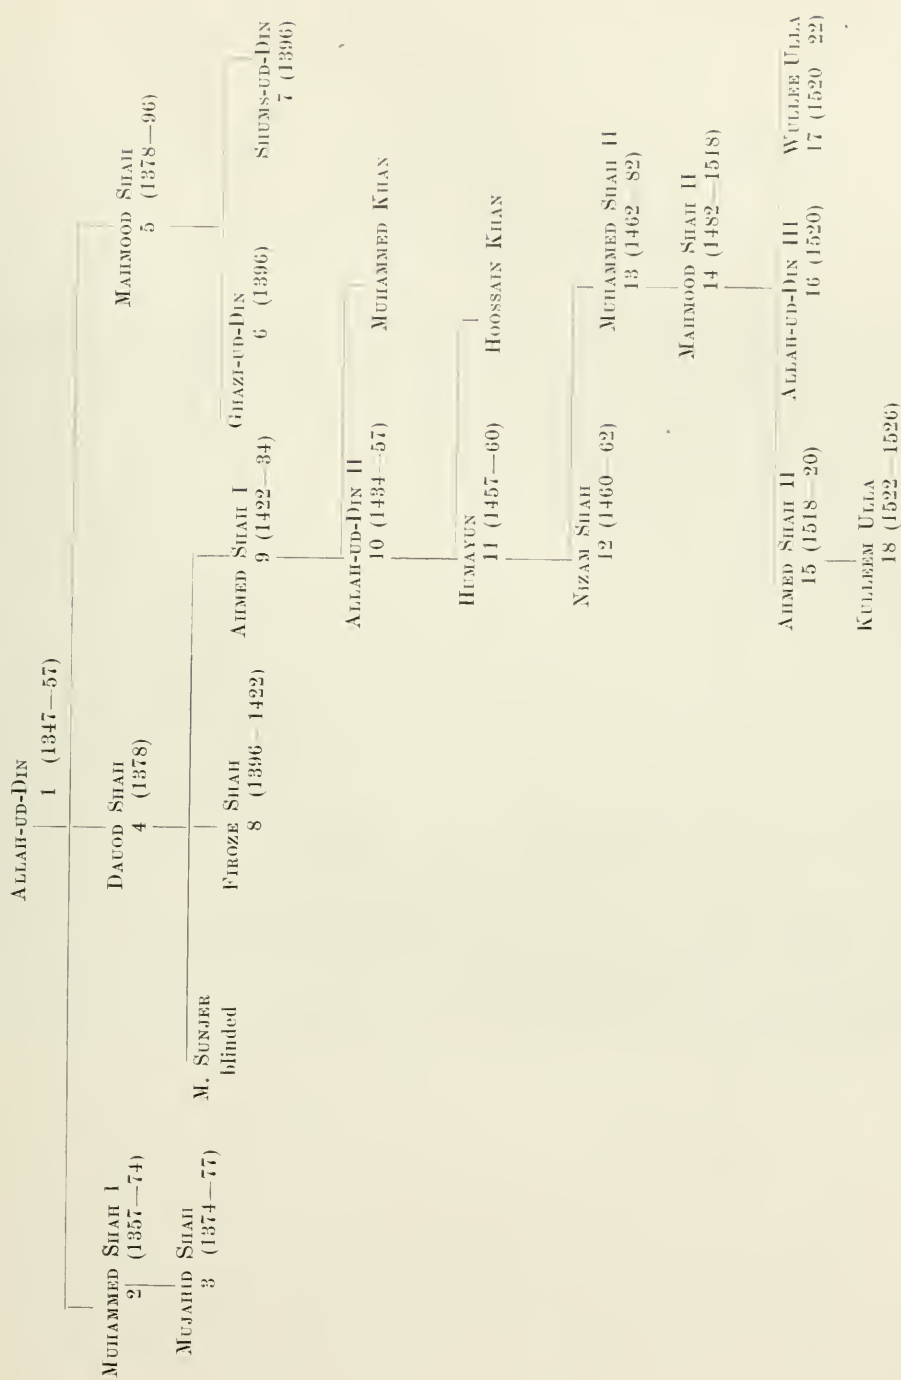 ALLAH-UD-DIN
1 (1347—57)
MUHAMMED SHAH I
2 (1357—74)
DAUOD SHAH
4 (1378)
MAHMOOD SHAH
5 (1378—96)
MUJAHID SHAH
3 (1374—77)
M. SUNJER
blinded
FIROZE SHAH
8 (1396–1422)
AHMED SHAH I
9 (1422—34)
GHAZI-UD-DIN
6 (1396)
SHUMS-UD-DIN
7 (1396)
ALLAH-UD-DIN II
10 (1434—57)
MUHAMMED KHAN
HUMAYUN
11 (1457—60)
HOOSSAIN KHAN
NIZAM SHAH
12 (1460—62)
MUHAMMED SHAH II
13 (1462–82)
MAHMOOD SHAH II
14 (1482—1518)
AHMED SHAH II
15 (1518–20)
ALLAH-UD-DIN III
16 (1520)
WULLEE ULLA
17 (1520 22)
KULLEEM ULLA
18 (1522–1526)